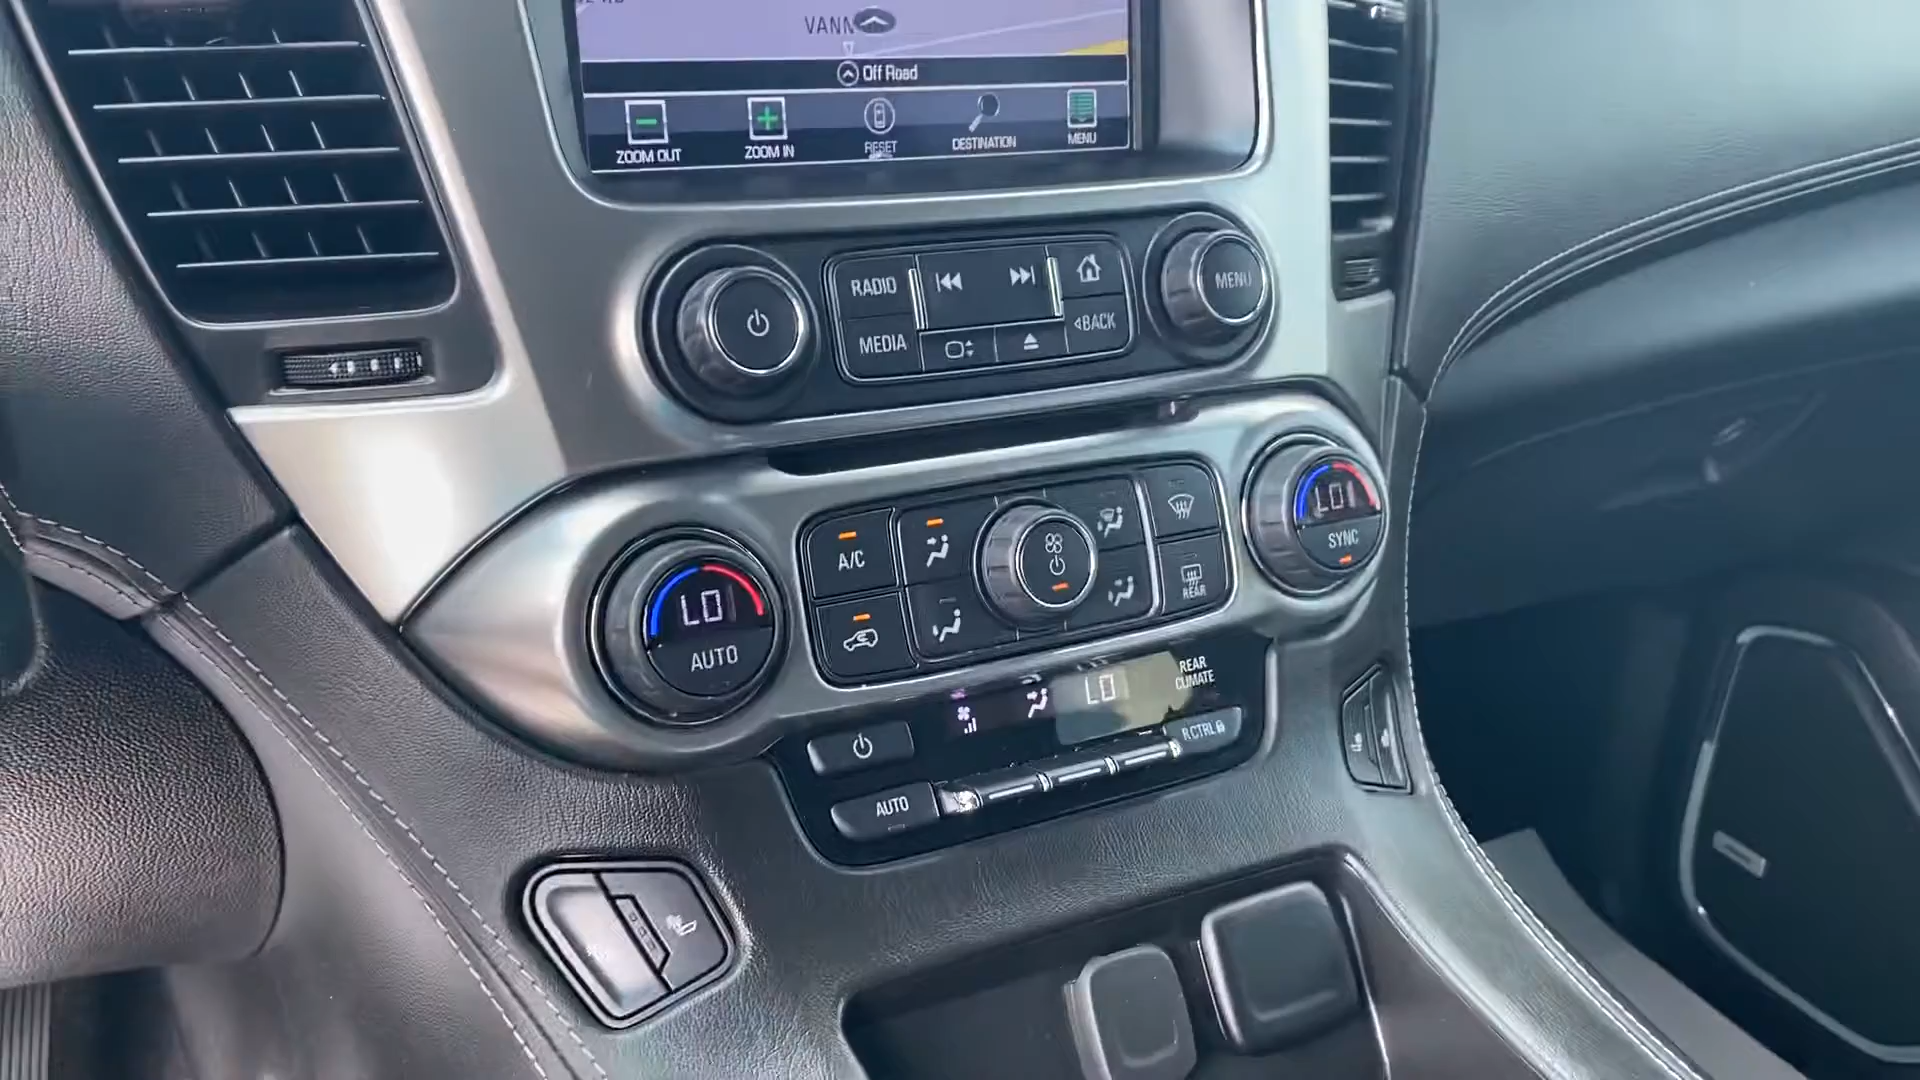 VANN
Off Road
ZOOM OUT
ZOOM IN
RESET
DESTINATION
MENU
RADIO
MEDIA
BACK
MENU
A/C
LO
AUTO
REAR
LO
SYNC
LO
REAR
CLIMATE
R CTRL
AUTO